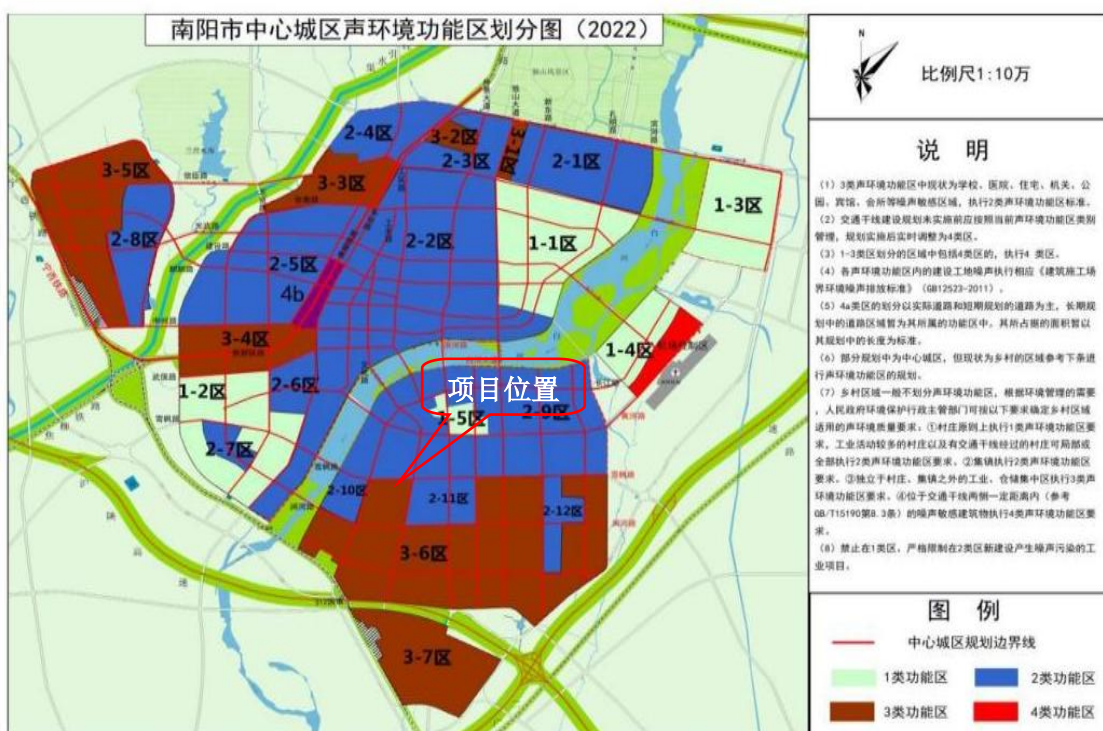 南阳市中心城区声环境功能区划分图（2022）
N
比例尺1:10万
说 明
(1) 3类声环境功能区中现状为学校、医院、住宅、机关、公
园、宾馆、会所等噪声敏感区域，执行2类声环境功能区标准。
(2) 交通干线建设规划未实施前应按照当前声环境功能区类别
管理，规划实施后实时调整为4类区。
(3) 1-3类区划分的区域中包括4类区的，执行4 类区。
(4) 各声环境功能区内的建设工地噪声执行相应《建筑施工场
界环境噪声排放标准》 (GB12523-2011) 。
(5) 4a类区的划分以实际道路和短期规划的道路为主，长期规
划中的道路区域暂为其所属的功能区中，其所占据的面积暂以
其规划中的长度为标准。
(6) 部分规划中为中心城区，但现状为乡村的区域参考下条进
行声环境功能区的规划。
(7) 乡村区域一般不划分声环境功能区，根据环境管理的需要
，人民政府环境保护行政主管部门可按以下要求确定乡村区域
适用的声环境质量要求：①村庄原则上执行1类声环境功能区要
求，工业活动较多的村庄以及有交通干线经过的村庄可局部或
全部执行2类声环境功能区要求。②集镇执行2类声环境功能区
要求。③独立于村庄、集镇之外的工业、仓储集中区执行3类声
环境功能区要求。④位于交通干线两侧一定距离内（参考
GB/T15190第8.3条）的噪声敏感建筑物执行4类声环境功能区要
求。
(8) 禁止在1类区、严格限制在2类区新建设产生噪声污染的工
业项目。
图 例
中心城区规划边界线
1类功能区
2类功能区
3类功能区
4类功能区
2-4区
3-2区
2-3区
3-1区
2-1区
3-5区
3-3区
1-3区
2-8区
2-2区
1-1区
2-5区
4b
宁西铁路
3-4区
1-4区
1-2区
2-6区
项目位置
-5区
2-9区
2-7区
2-10区
2-11区
2-12区
3-6区
3-7区
独山大道
滨河路
孔明路
建设路
武侯路
雪枫路
白河